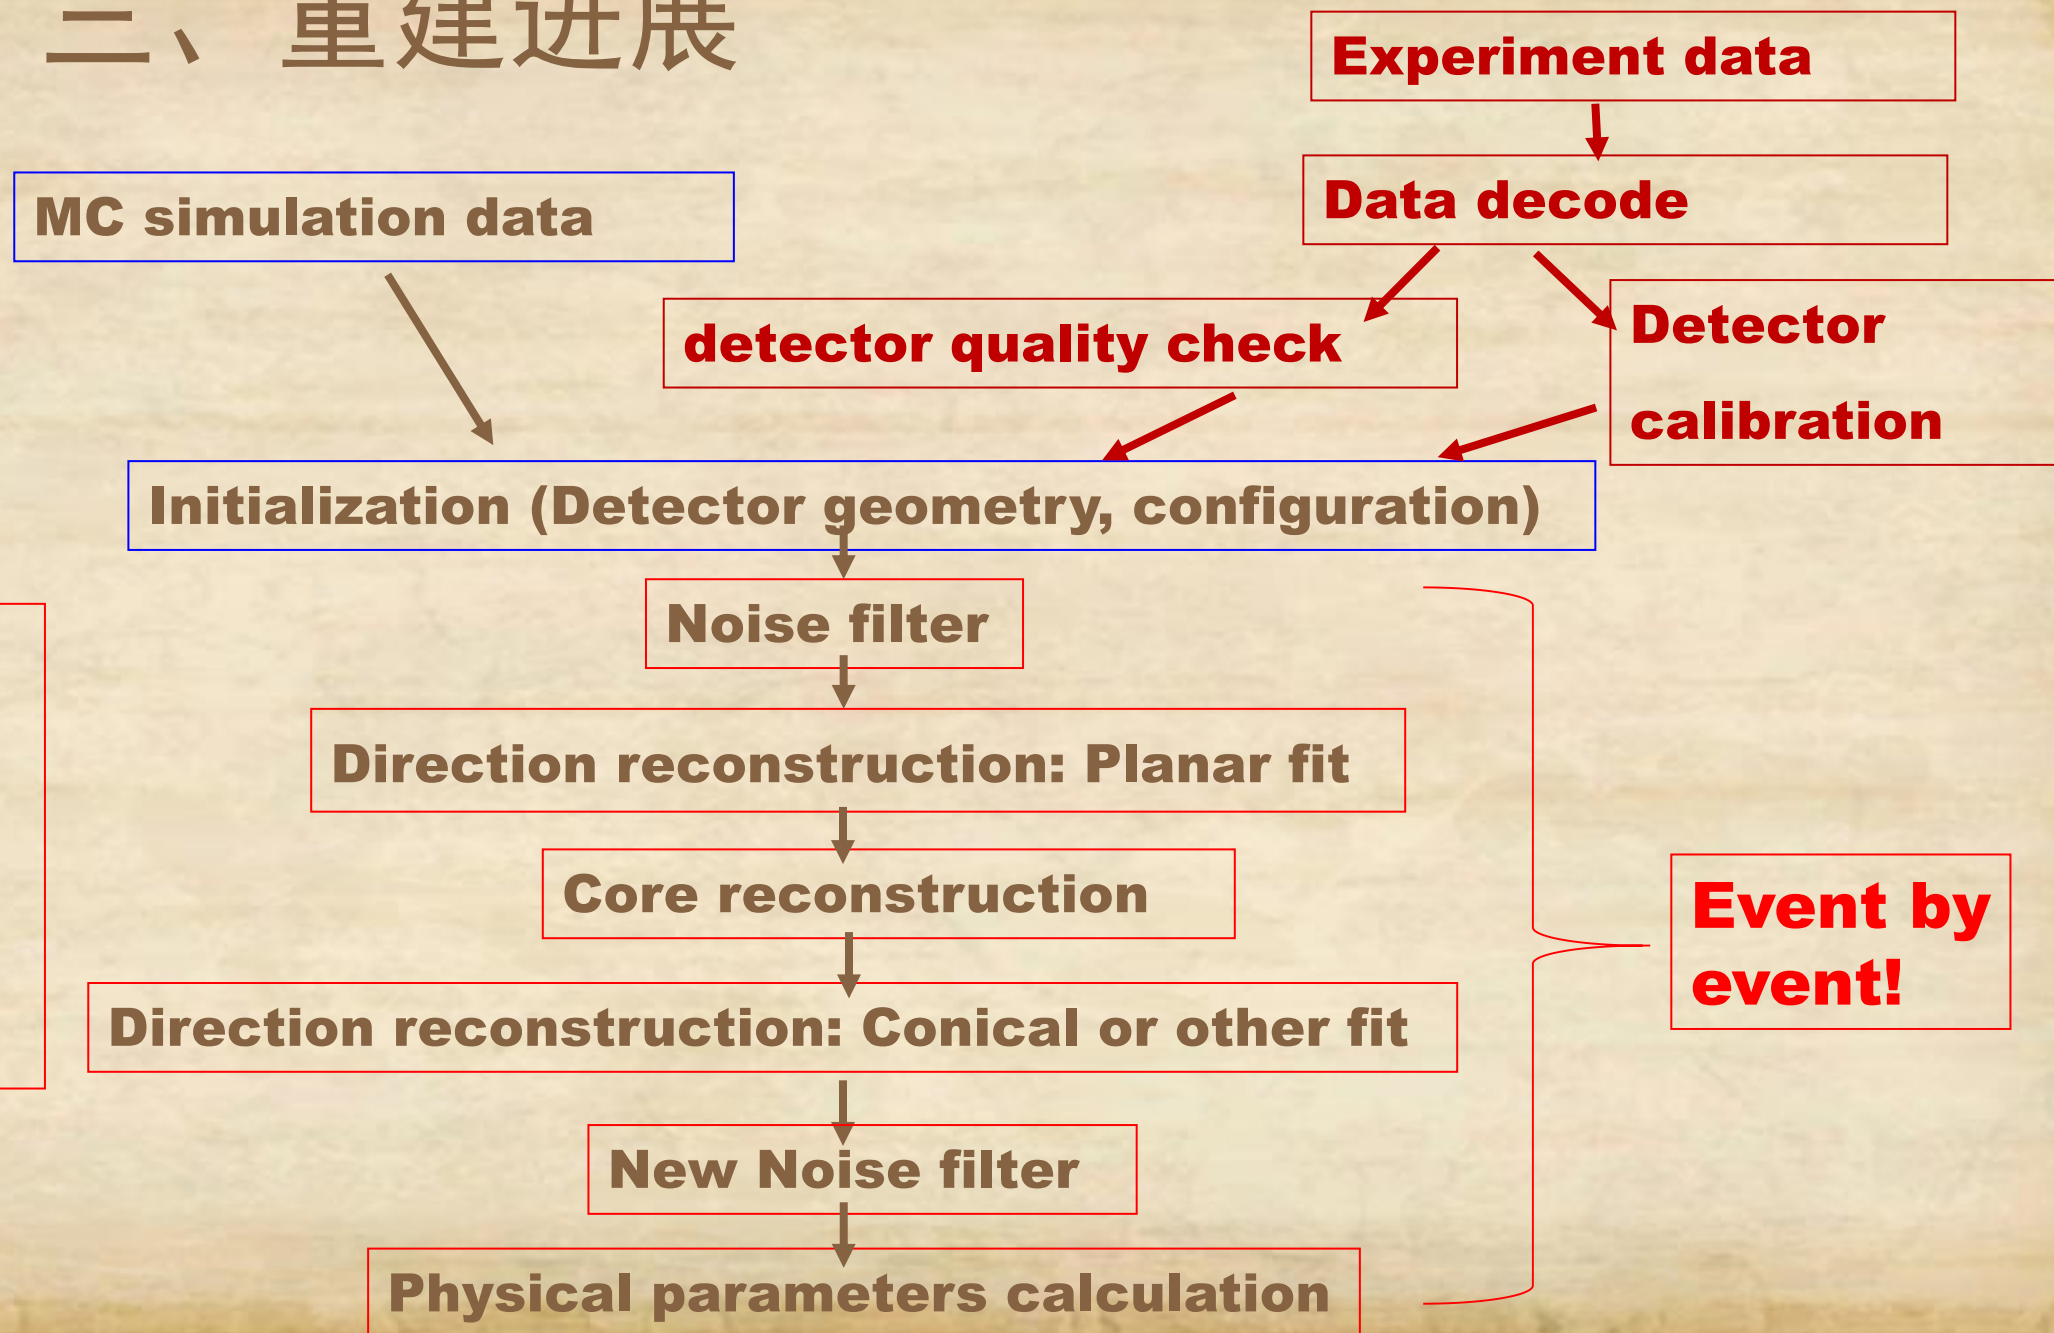 三、重建进展
Experiment data
Data decode
MC simulation data
detector quality check
Detector
calibration
Initialization (Detector geometry, configuration)
Noise filter
Direction reconstruction: Planar fit
Core reconstruction
Event by
event!
Direction reconstruction: Conical or other fit
New Noise filter
Physical parameters calculation